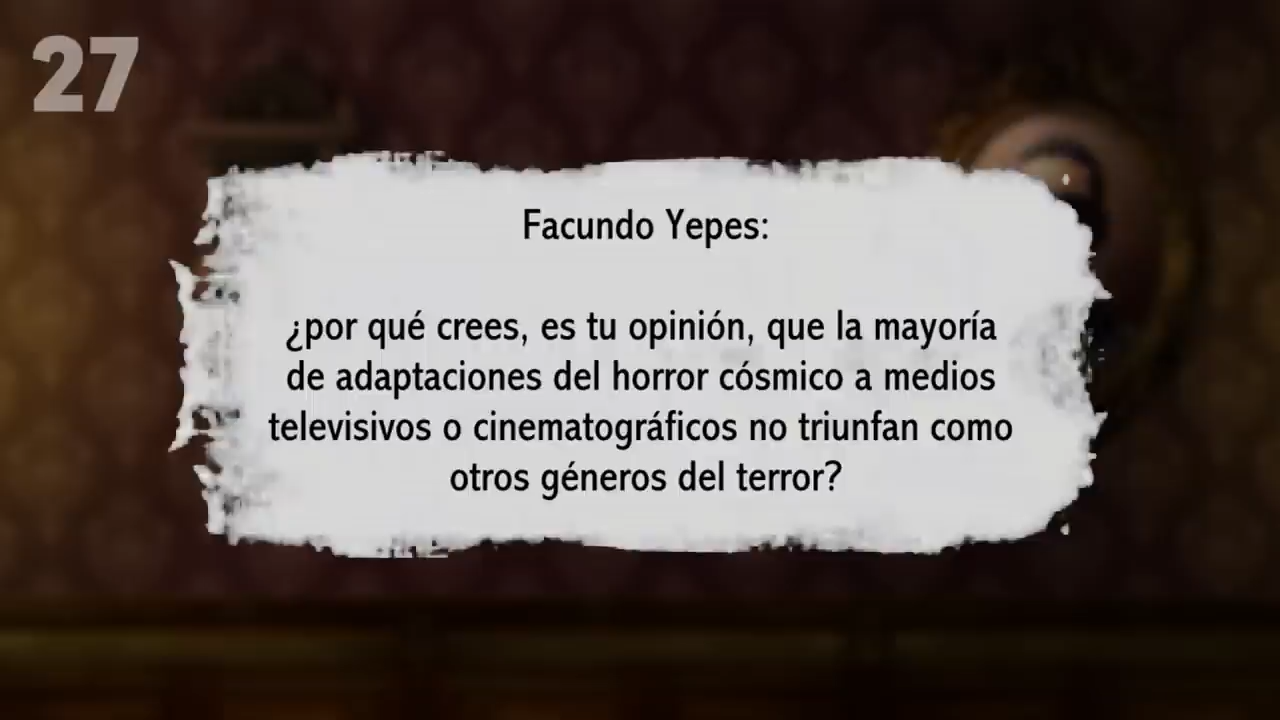 27
Facundo Yepes:
¿por qué crees, es tu opinión, que la mayoría
de adaptaciones del horror cósmico a medios
televisivos o cinematográficos no triunfan como
otros géneros del terror?